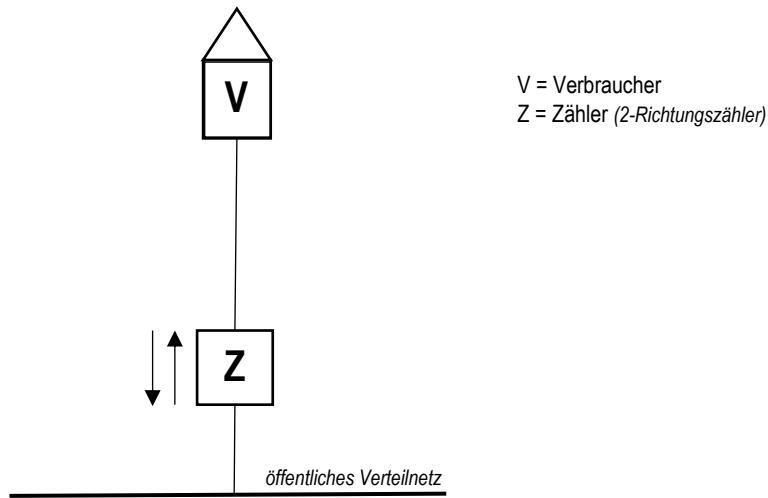 V
V = Verbraucher
Z = Zähler (2-Richtungszähler)
Z
öffentliches Verteilnetz